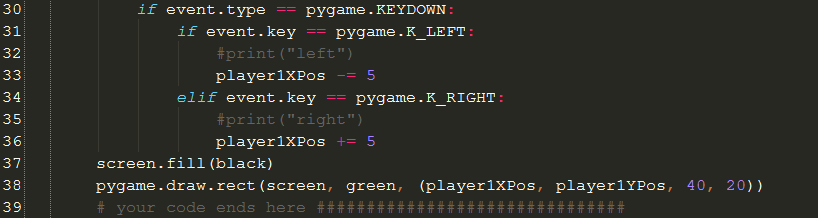 30 if event.type == pygame.KEYDOWN:
31 if event.key == pygame.K_LEFT:
32 #print("left")
33 player1XPos -= 5
34 elif event.key == pygame.K_RIGHT:
35 #print("right")
36 player1XPos += 5
37 screen.fill(black)
38 pygame.draw.rect(screen, green, (player1XPos, player1YPos, 40, 20))
39 # your code ends here ###############################